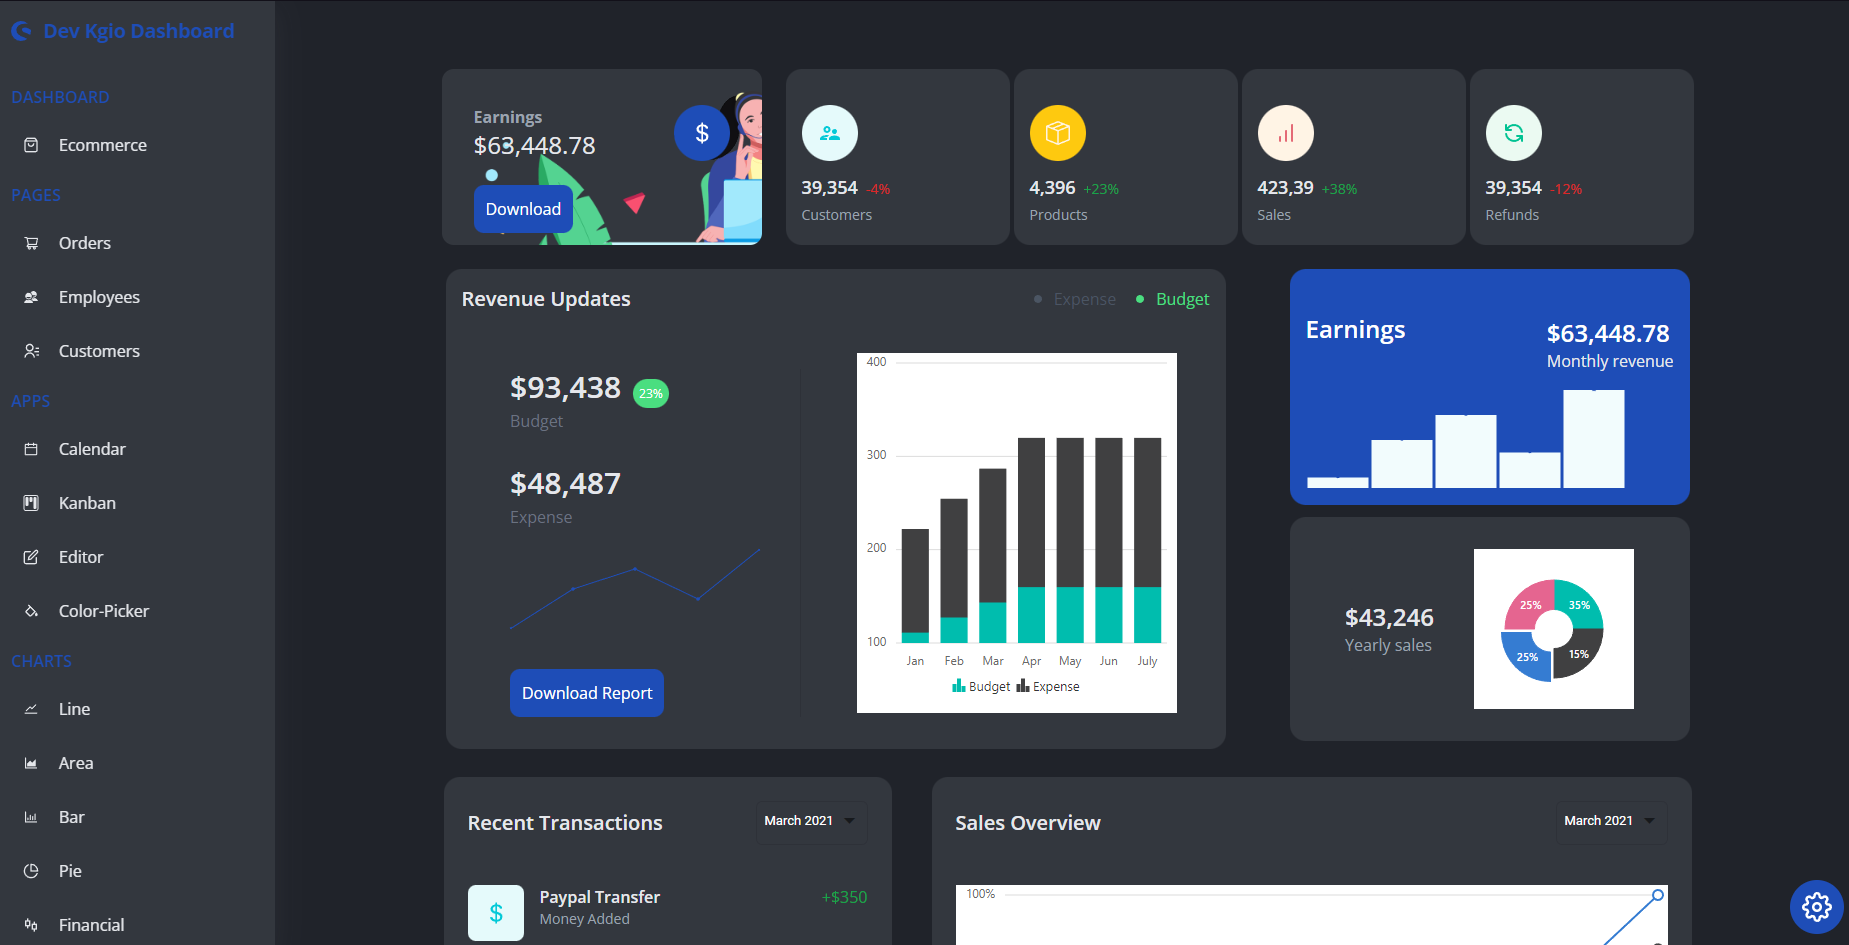 Dev Kgio Dashboard
DASHBOARD
Ecommerce
PAGES
Orders
Employees
Customers
APPS
Calendar
Kanban
Editor
Color-Picker
CHARTS
Line
Area
Bar
Pie
Financial
Earnings
$63,448.78
$
Download
39,354 -4%
Customers
4,396 +23%
Products
423,39 +38%
Sales
39,354 -12%
Refunds
Revenue Updates
Expense
Budget
$93,438 23%
Budget
$48,487
Expense
Download Report
400
300
200
100
Jan Feb Mar Apr May Jun July
Budget Expense
Earnings
$63,448.78
Monthly revenue
$43,246
Yearly sales
25% 35%
25% 15%
Recent Transactions
March 2021
$
Paypal Transfer +$350
Money Added
Sales Overview
March 2021
100%